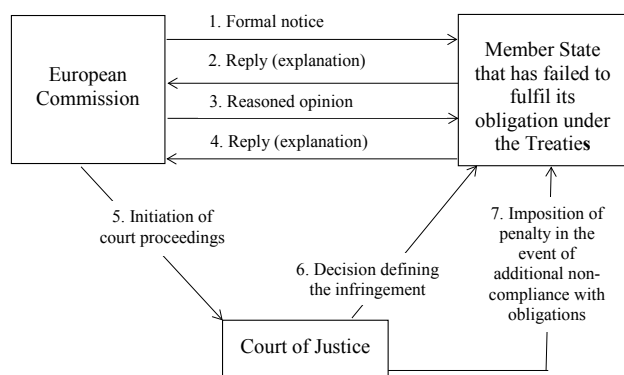 1. Formal notice
2. Reply (explanation)
3. Reasoned opinion
4. Reply (explanation)
European
Commission
Member State
that has failed to
fulfil its
obligation under
the Treaties
5. Initiation of
court proceedings
6. Decision defining
the infringement
7. Imposition of
penalty in the
event of
additional non-
compliance with
obligations
Court of Justice